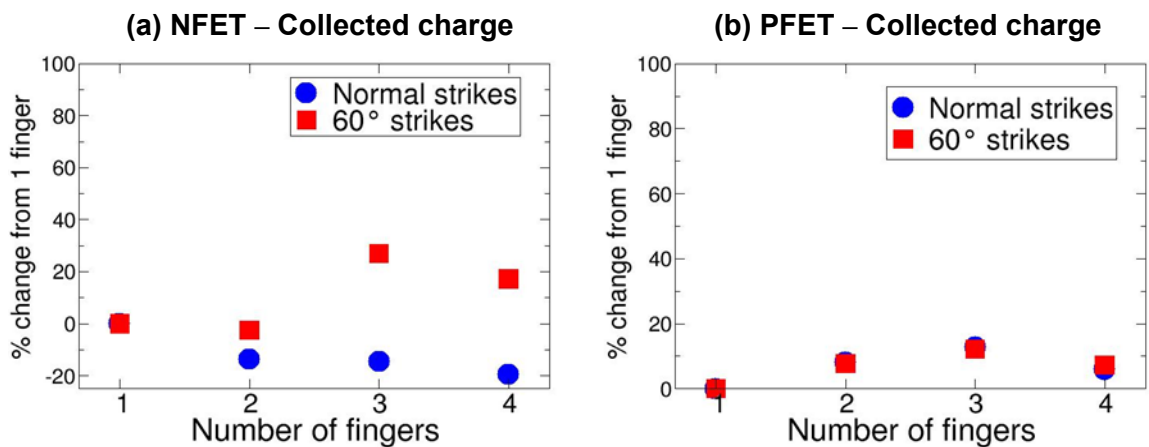 (a) NFET – Collected charge
% change from 1 finger
100
80
60
40
20
0
-20
Normal strikes
60° strikes
1 2 3 4
Number of fingers
(b) PFET – Collected charge
% change from 1 finger
100
80
60
40
20
0
Normal strikes
60° strikes
1 2 3 4
Number of fingers